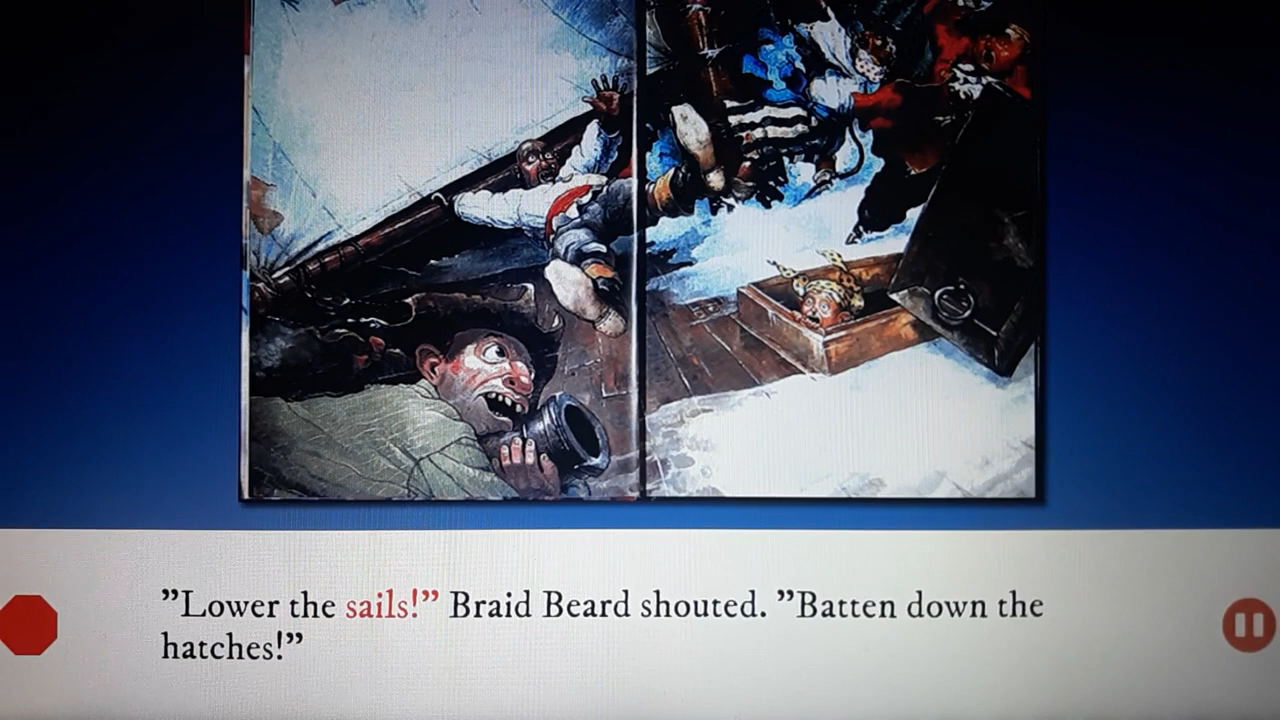 ”Lower the sails!” Braid Beard shouted. ”Batten down the
hatches!”